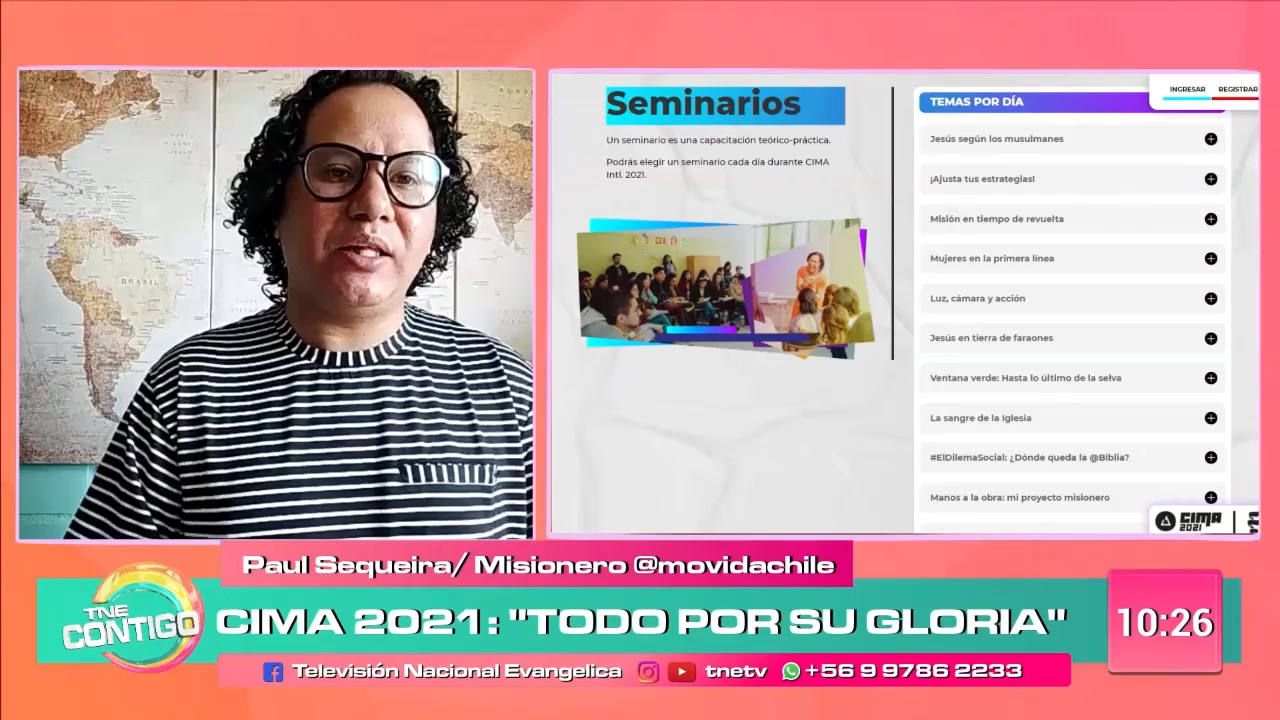 BRAZIL
Seminarios
Un seminario es una capacitación teórico-práctica.
Podrás elegir un seminario cada día durante CIMA
Intl. 2021.
INGRESAR REGISTRAR
TEMAS POR DÍA
Jesús según los musulmanes
¡Ajusta tus estrategias!
Misión en tiempo de revuelta
Mujeres en la primera línea
Luz, cámara y acción
Jesús en tierra de faraones
Ventana verde: Hasta lo último de la selva
La sangre de la Iglesia
#ElDilemaSocial: ¿Dónde queda la @Biblia?
Manos a la obra: mi proyecto misionero
CIMA
2021
Paul Sequeira/ Misionero @movidachile
TNE
CONTIGO
CIMA 2021: "TODO POR SU GLORIA"
10:26
Televisión Nacional Evangelica tnetv +56 9 9786 2233